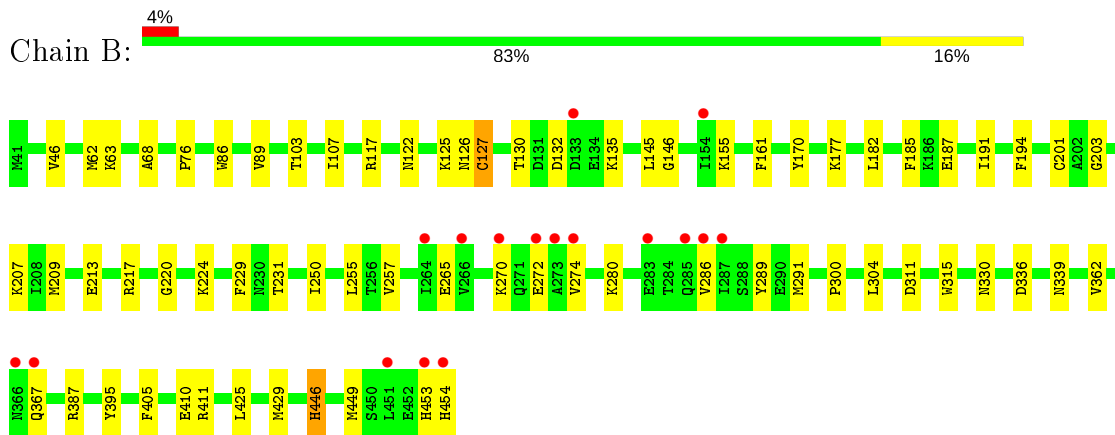 4%
Chain B:
83% 16%
M41 V46 M62 K63 A68 F76 W86 V89 T103 I107 R117 N122 K125 N126 C127 T130 D131 D132 D133 E134 K135 L145 G146 I154 K155 F161 Y170 K177 L182 F185 K186 E187 I191 F194 C201 A202 G203
K207 I208 M209 E213 R217 G220 K224 F229 N230 T231 I250 L255 T256 V257 I264 E265 V266 K270 Q271 E272 A273 V274 K280 E283 T284 Q285 V286 I287 S288 Y289 E290 M291 P300 L304 D311 W315 N330 D336 N339 V362
N366 Q367 R387 Y395 F405 E410 R411 L425 M429 H446 M449 S450 L451 E452 H453 H454